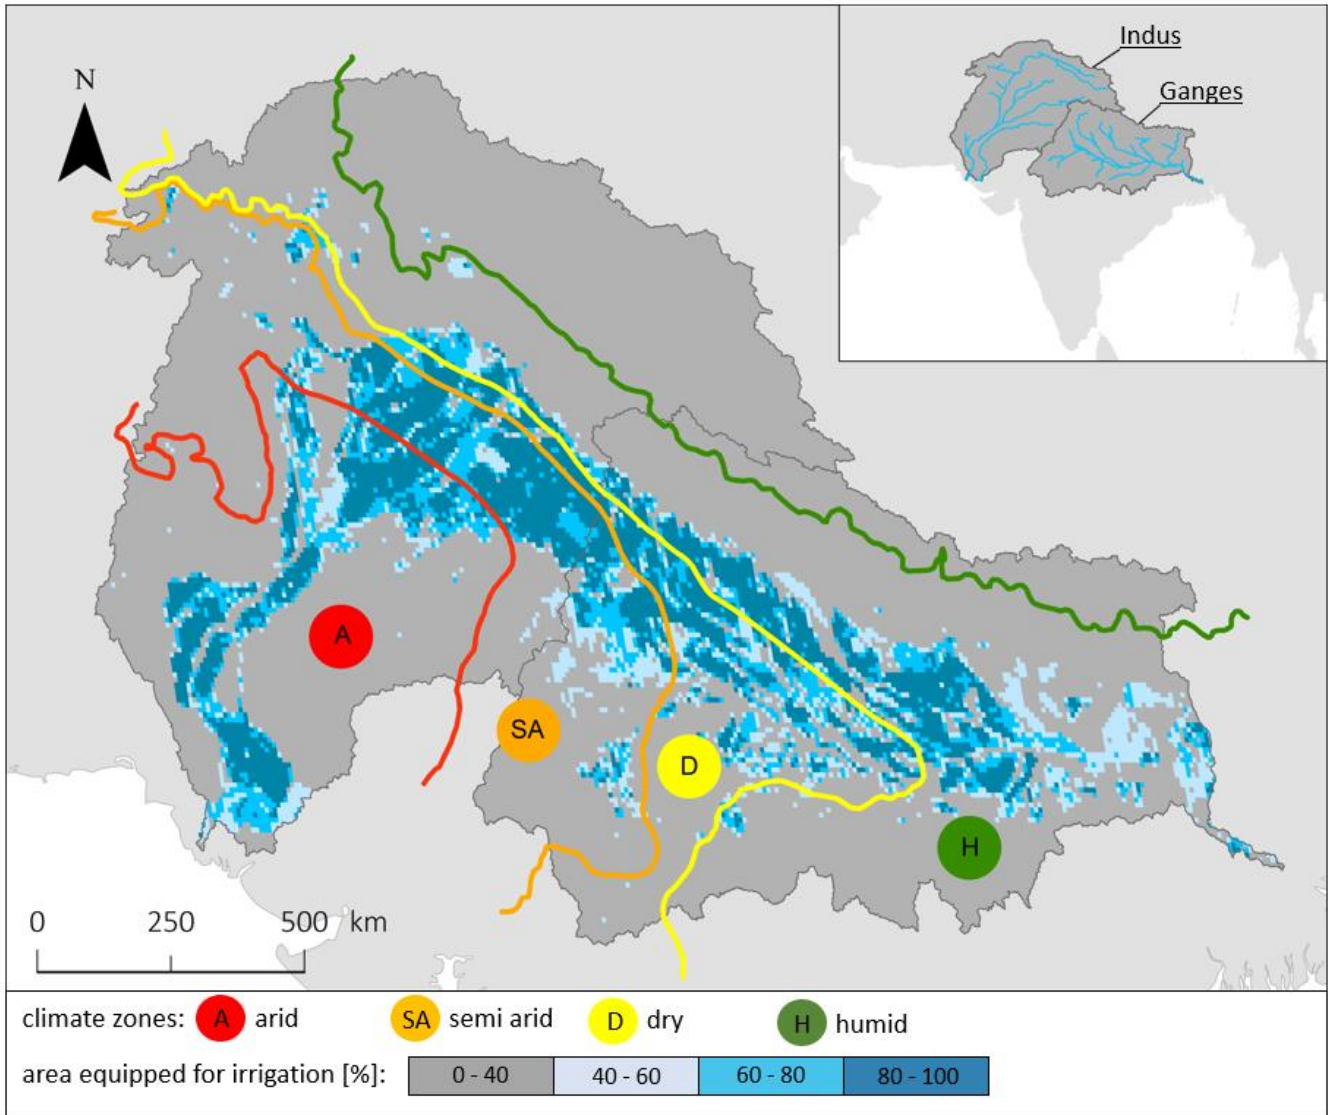 Indus
Ganges
N
A
SA
D
H
0 250 500 km
climate zones: A arid SA semi arid D dry H humid
area equipped for irrigation [%]: 0 - 40 40 - 60 60 - 80 80 - 100